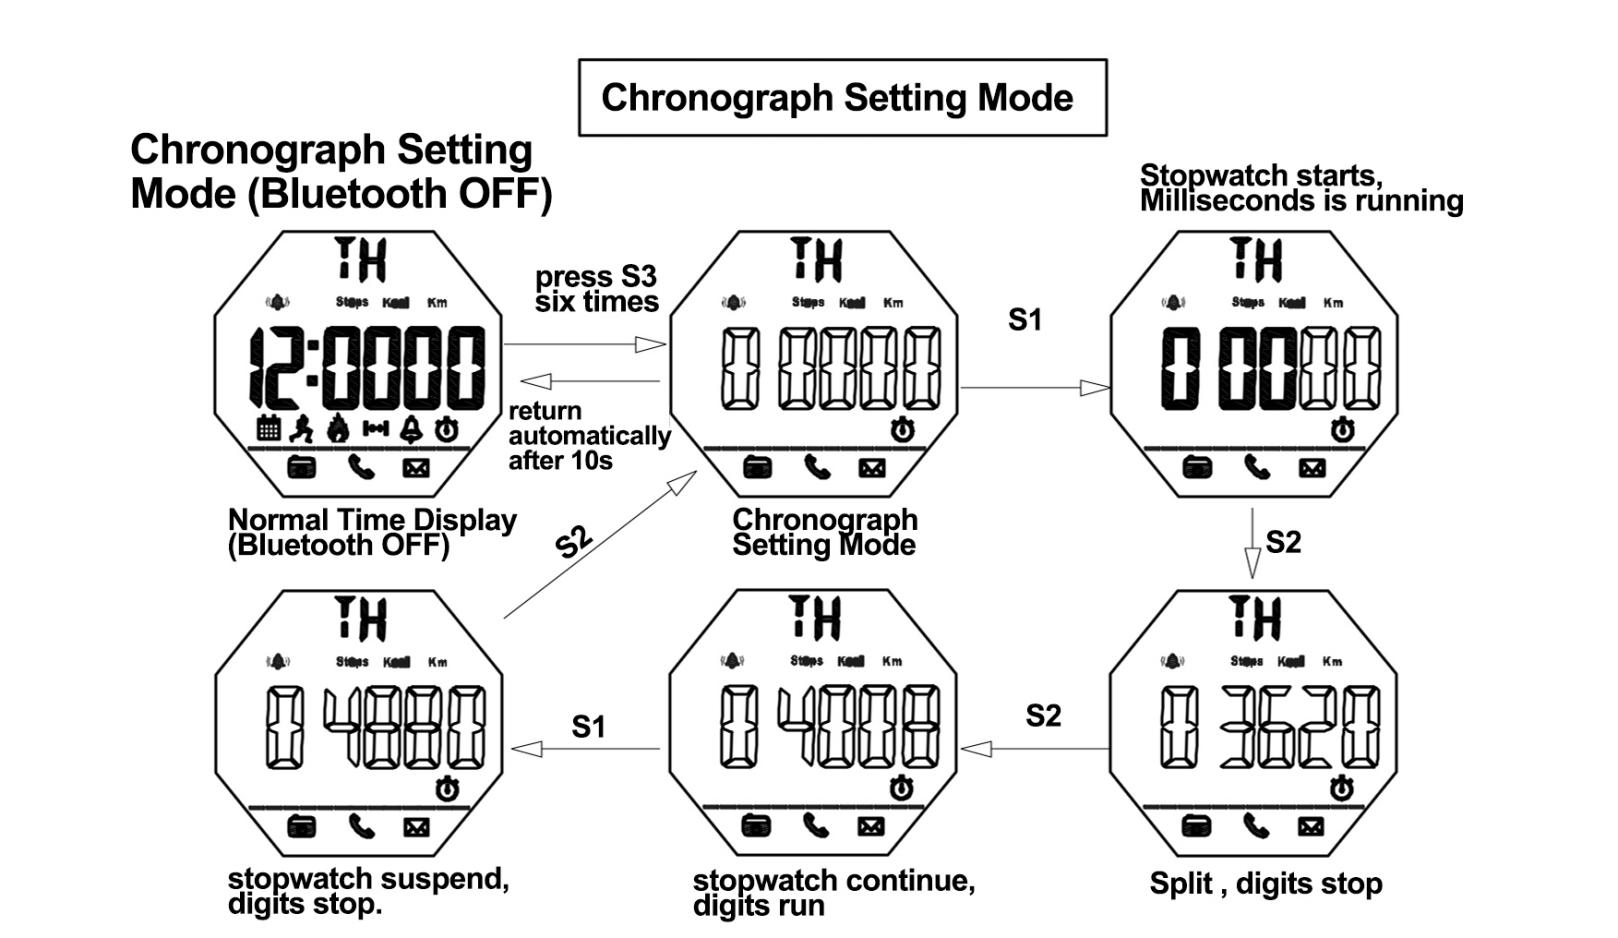 Chronograph Setting Mode
Chronograph Setting
Mode (Bluetooth OFF)
Stopwatch starts,
Milliseconds is running
TH
Steps Kcal Km
12:0000
press S3
six times
return
automatically
after 10s
TH
Steps Kcal Km
0 0000
S1
TH
Steps Kcal Km
0 0000
Normal Time Display
(Bluetooth OFF)
Chronograph
Setting Mode
S2
S2
TH
Steps Kcal Km
0 4880
S1
TH
Steps Kcal Km
0 4008
S2
TH
Steps Kcal Km
0 3620
stopwatch suspend,
digits stop.
stopwatch continue,
digits run
Split , digits stop